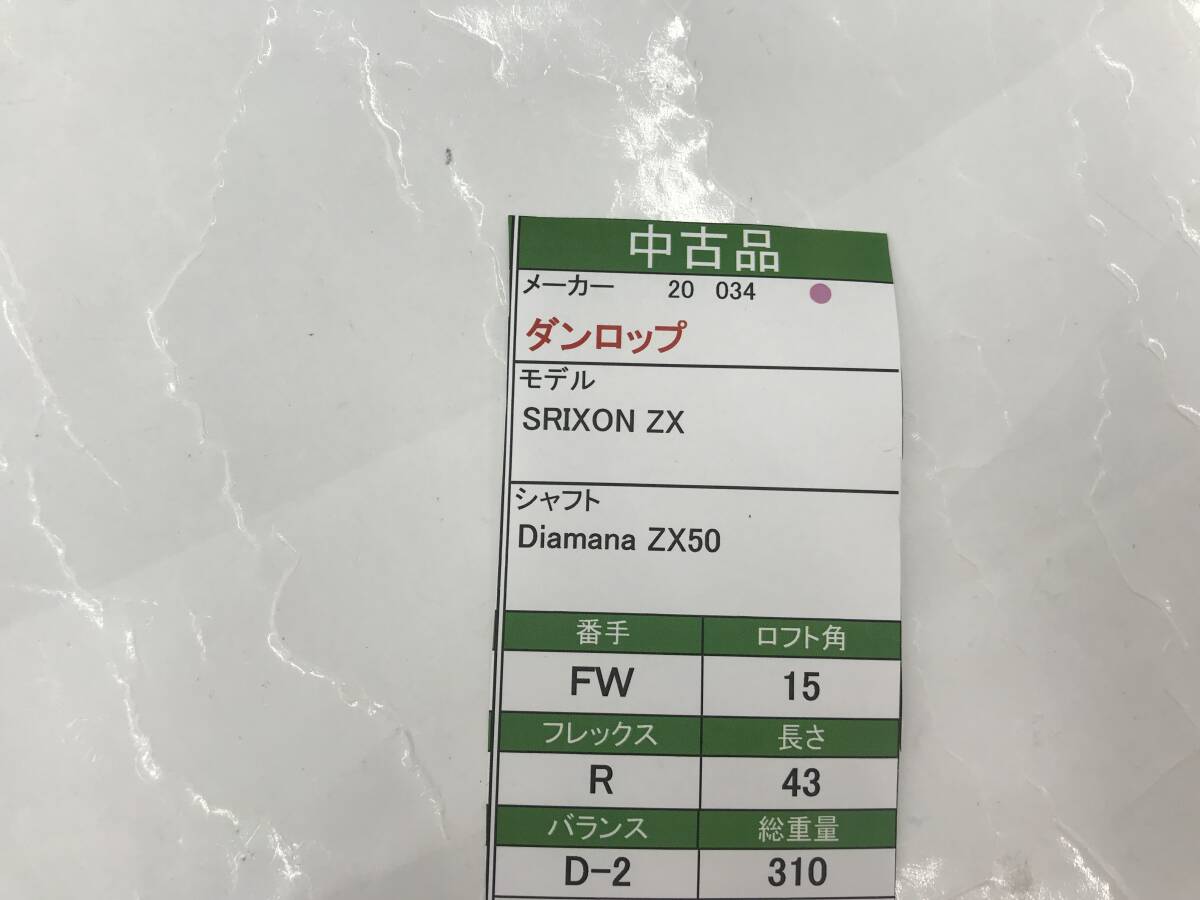 中古品
メーカー 20 034
ダンロップ
モデル
SRIXON ZX
シャフト
Diamana ZX50
番手 ロフト角
FW 15
フレックス 長さ
R 43
バランス 総重量
D-2 310